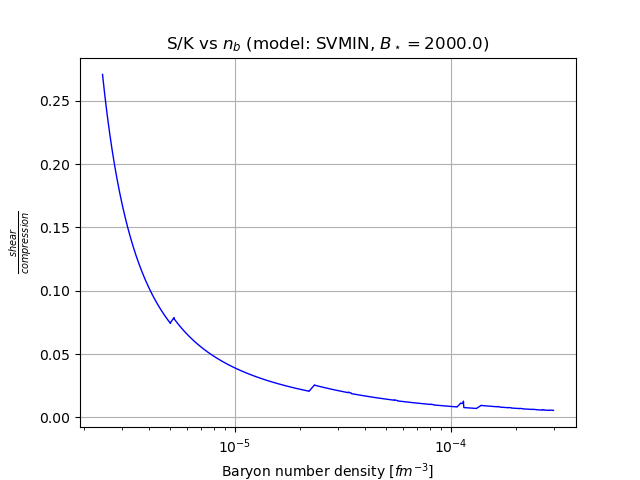 S/K vs n_b (model: SVMIN, B_⋆ = 2000.0)
0.25
0.20
0.15
0.10
0.05
0.00
shear
compression
10^−5
10^−4
Baryon number density [fm^−3]